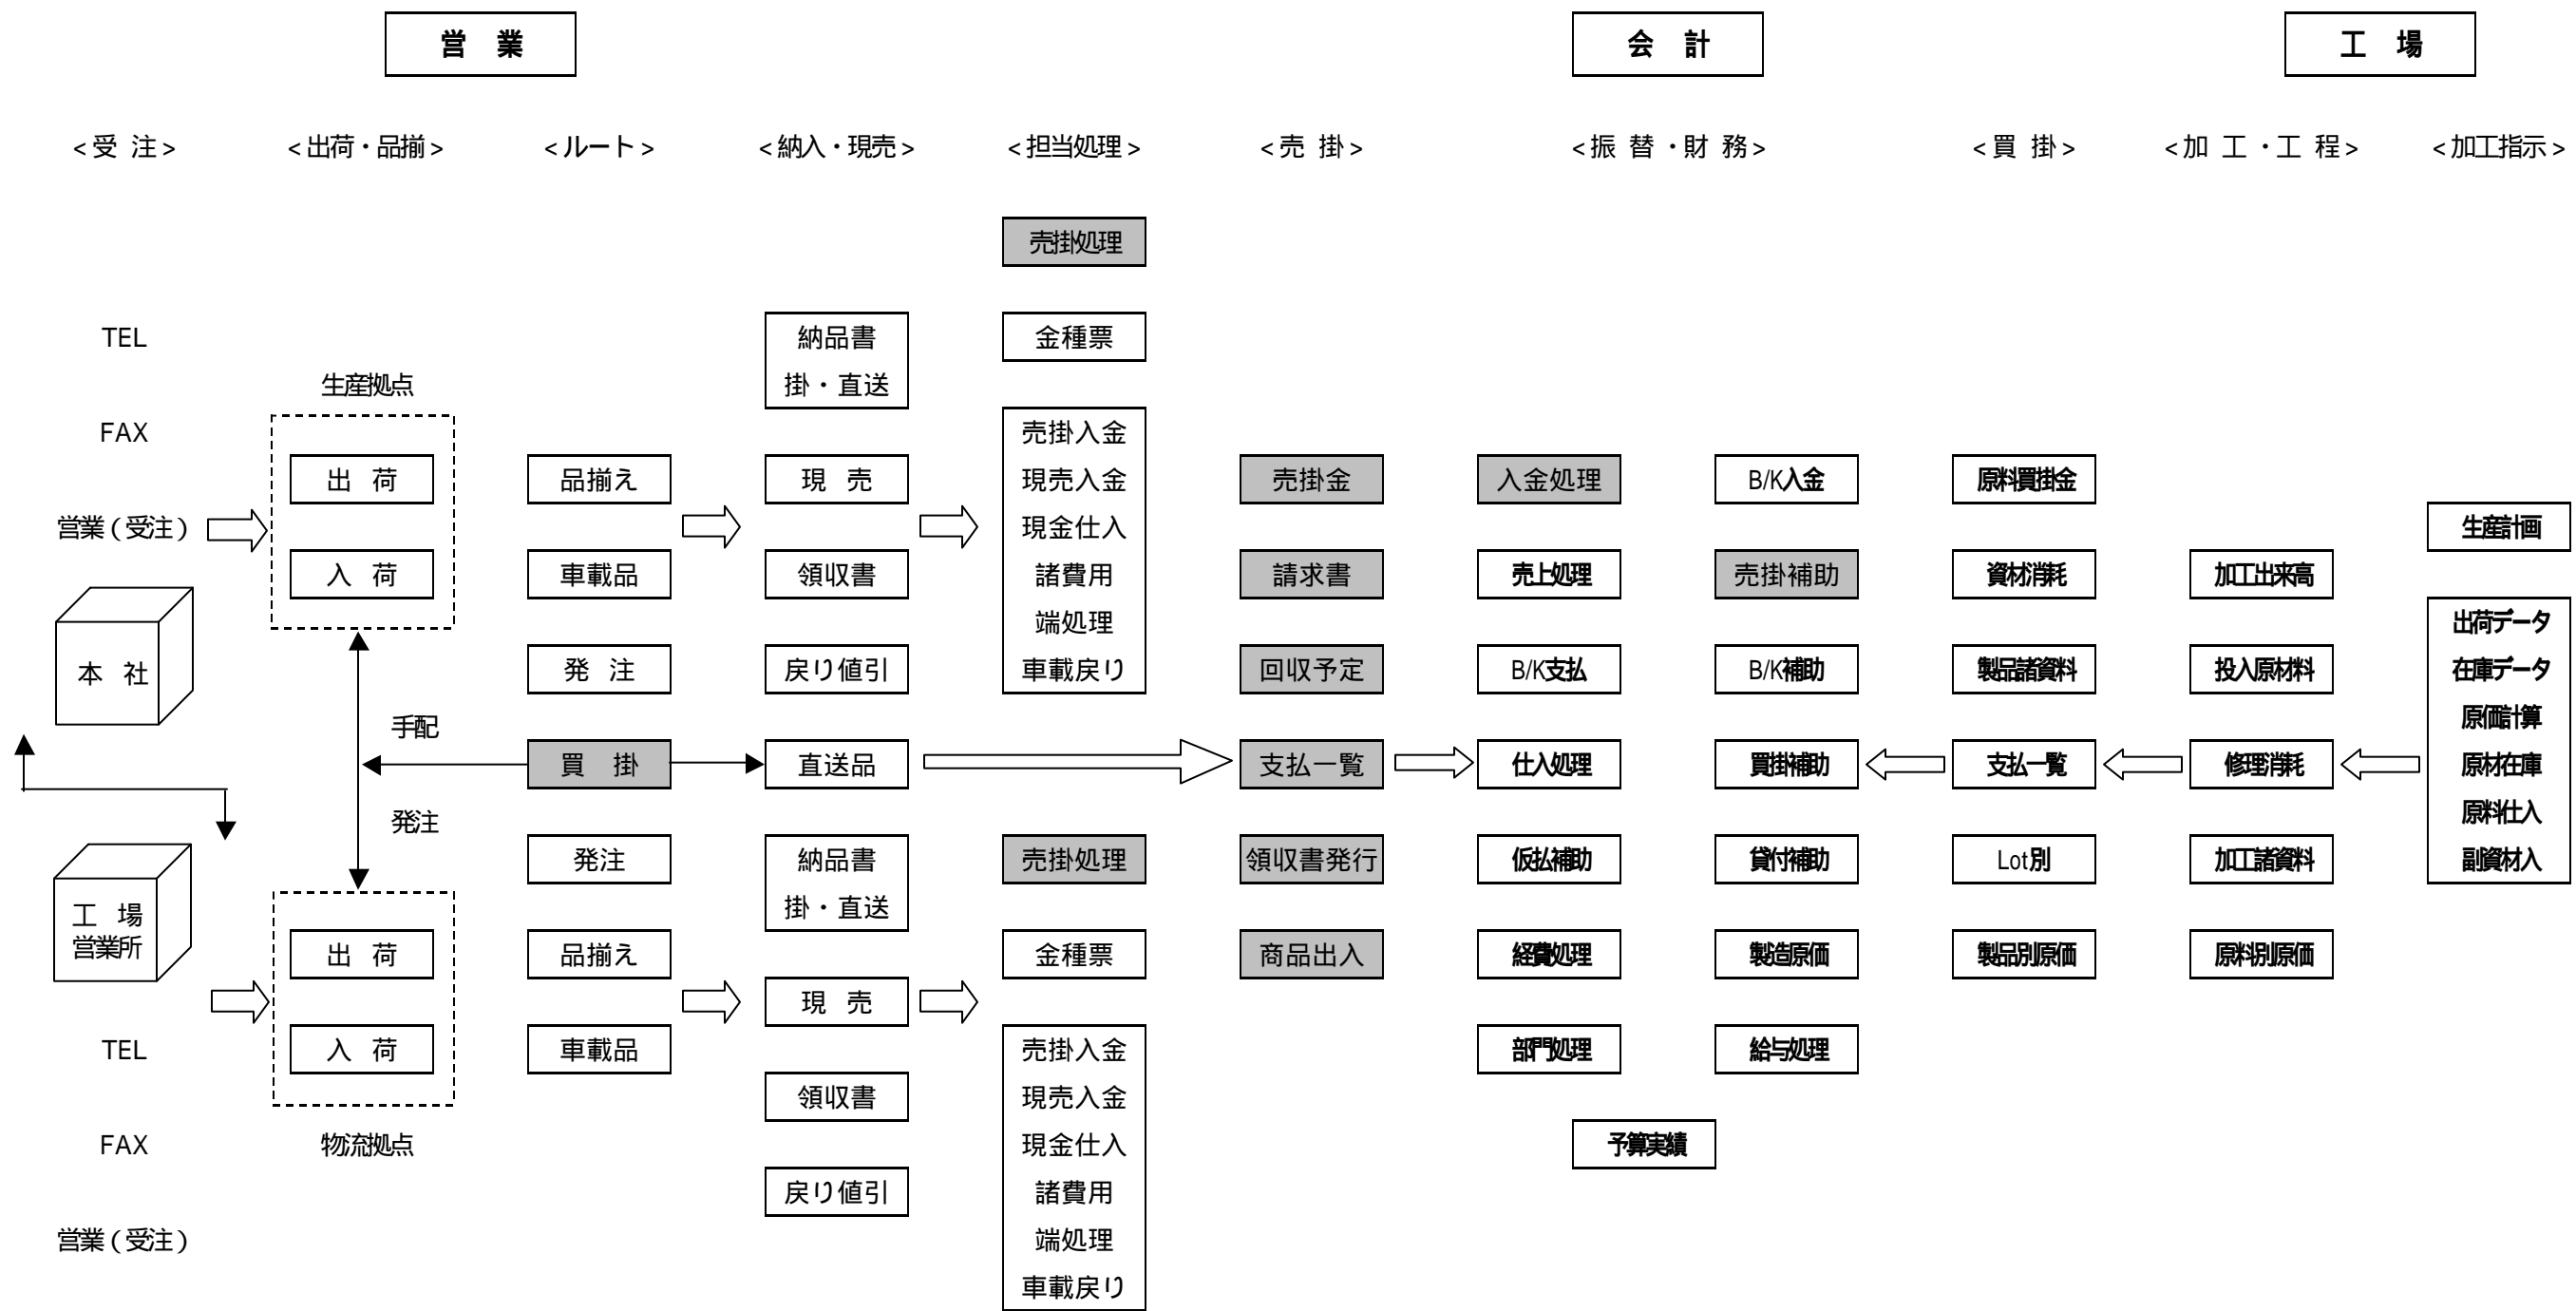 営 業
会 計
工 場
<受 注>
<出荷・品揃>
<ルート>
<納入・現売>
<担当処理>
<売 掛>
<振 替・財 務>
<買 掛>
<加 工・工 程>
<加工指示>
TEL
FAX
営業(受注)
本 社
工 場
営業所
TEL
FAX
営業(受注)
生産拠点
出 荷
入 荷
手配
発注
出 荷
入 荷
物流拠点
品揃え
車載品
発 注
買 掛
発注
品揃え
車載品
納品書
掛・直送
現 売
領収書
戻り値引
直送品
納品書
掛・直送
現 売
領収書
戻り値引
売掛処理
金種票
売掛入金
現売入金
現金仕入
諸費用
端処理
車載戻り
売掛処理
金種票
売掛入金
現売入金
現金仕入
諸費用
端処理
車載戻り
売掛金
請求書
回収予定
支払一覧
領収書発行
商品出入
入金処理
売上処理
B/K支払
仕入処理
仮払補助
経費処理
部門処理
B/K入金
売掛補助
B/K補助
買掛補助
貸付補助
製造原価
給与処理
予算実績
原料買掛金
資材消耗
製品諸資料
支払一覧
Lot別
製品別原価
加工出来高
投入原材料
修理消耗
加工諸資料
原料別原価
生産計画
出荷データ
在庫データ
原価計算
原材在庫
原料仕入
副資材入